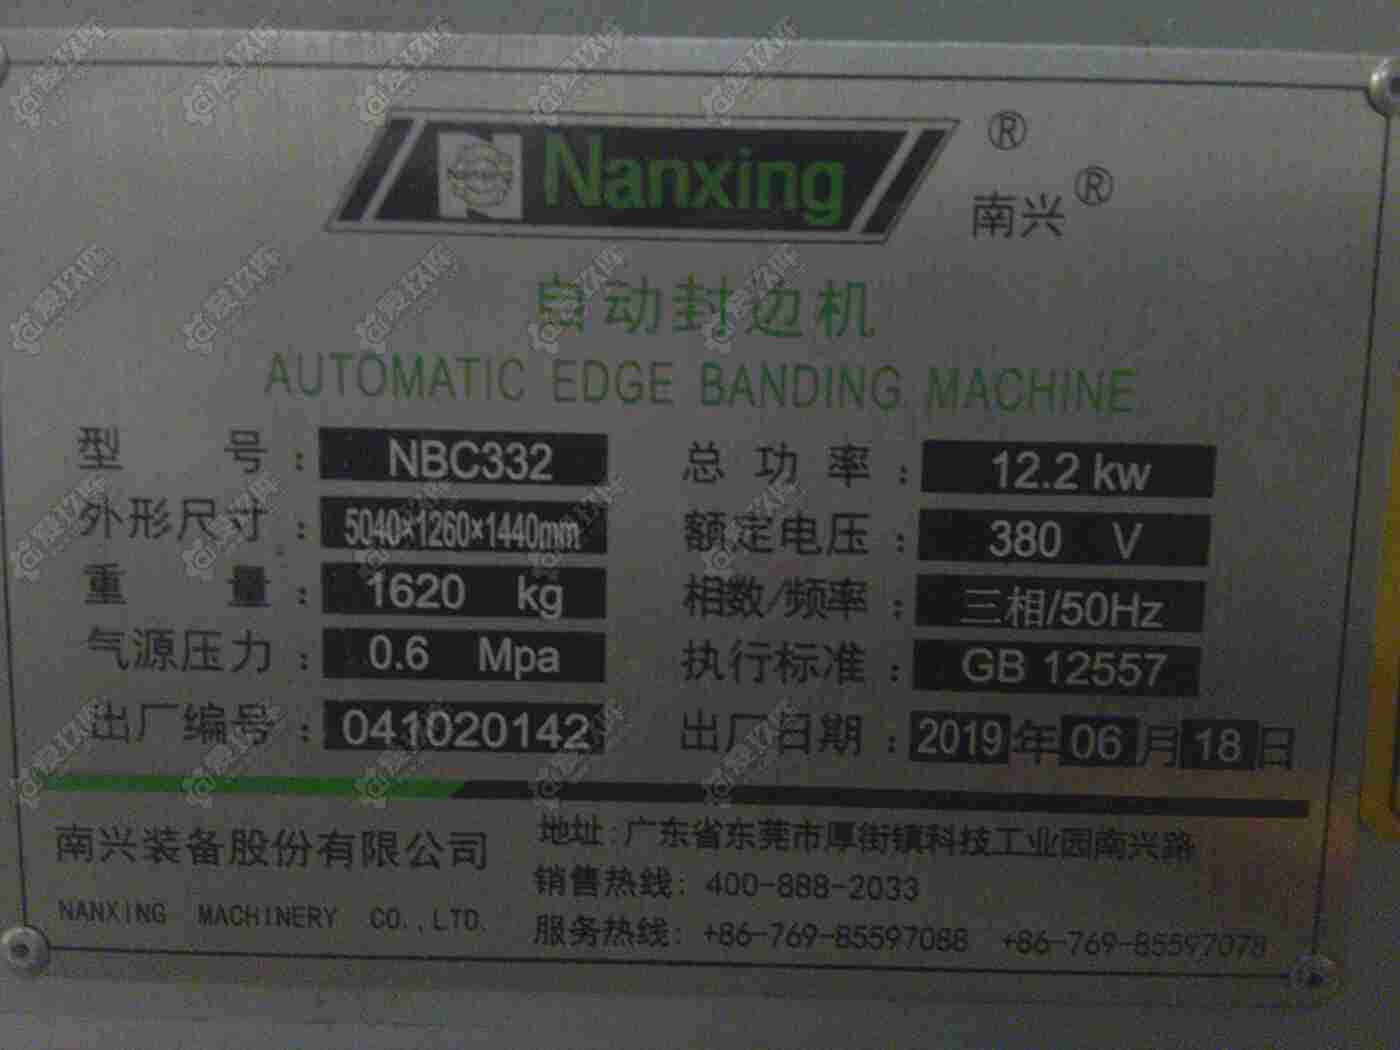 Nanxing ®
南兴 ®
自动封边机
AUTOMATIC EDGE BANDING MACHINE
型号： NBC332 总功率： 12.2 kw
外形尺寸： 5040×1260×1440mm 额定电压： 380 V
重量： 1620 kg 相数/频率： 三相/50Hz
气源压力： 0.6 Mpa 执行标准： GB 12557
出厂编号： 041020142 出厂日期： 2019年06月18日
南兴装备股份有限公司
NANXING MACHINERY CO.,LTD.
地址:广东省东莞市厚街镇科技工业园南兴路
销售热线: 400-888-2033
服务热线: +86-769-85597088 +86-769-85597078